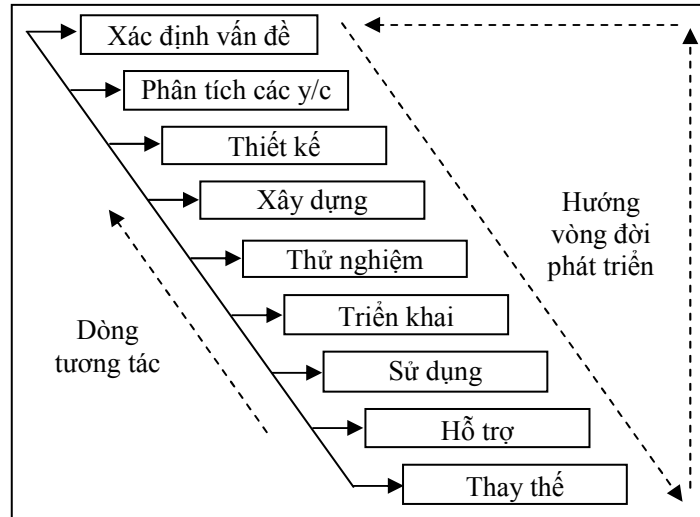 Xác định vấn đề
Phân tích các y/c
Thiết kế
Xây dựng
Thử nghiệm
Triển khai
Sử dụng
Hỗ trợ
Thay thế
Dòng
tương tác
Hướng
vòng đời
phát triển